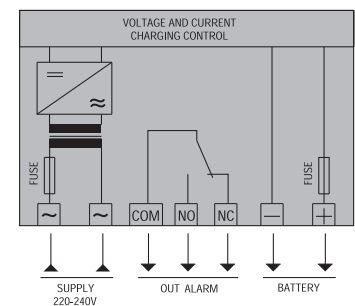 VOLTAGE AND CURRENT
CHARGING CONTROL
FUSE
FUSE
~ ~ COM NO NC − +
SUPPLY
220-240V
OUT ALARM
BATTERY